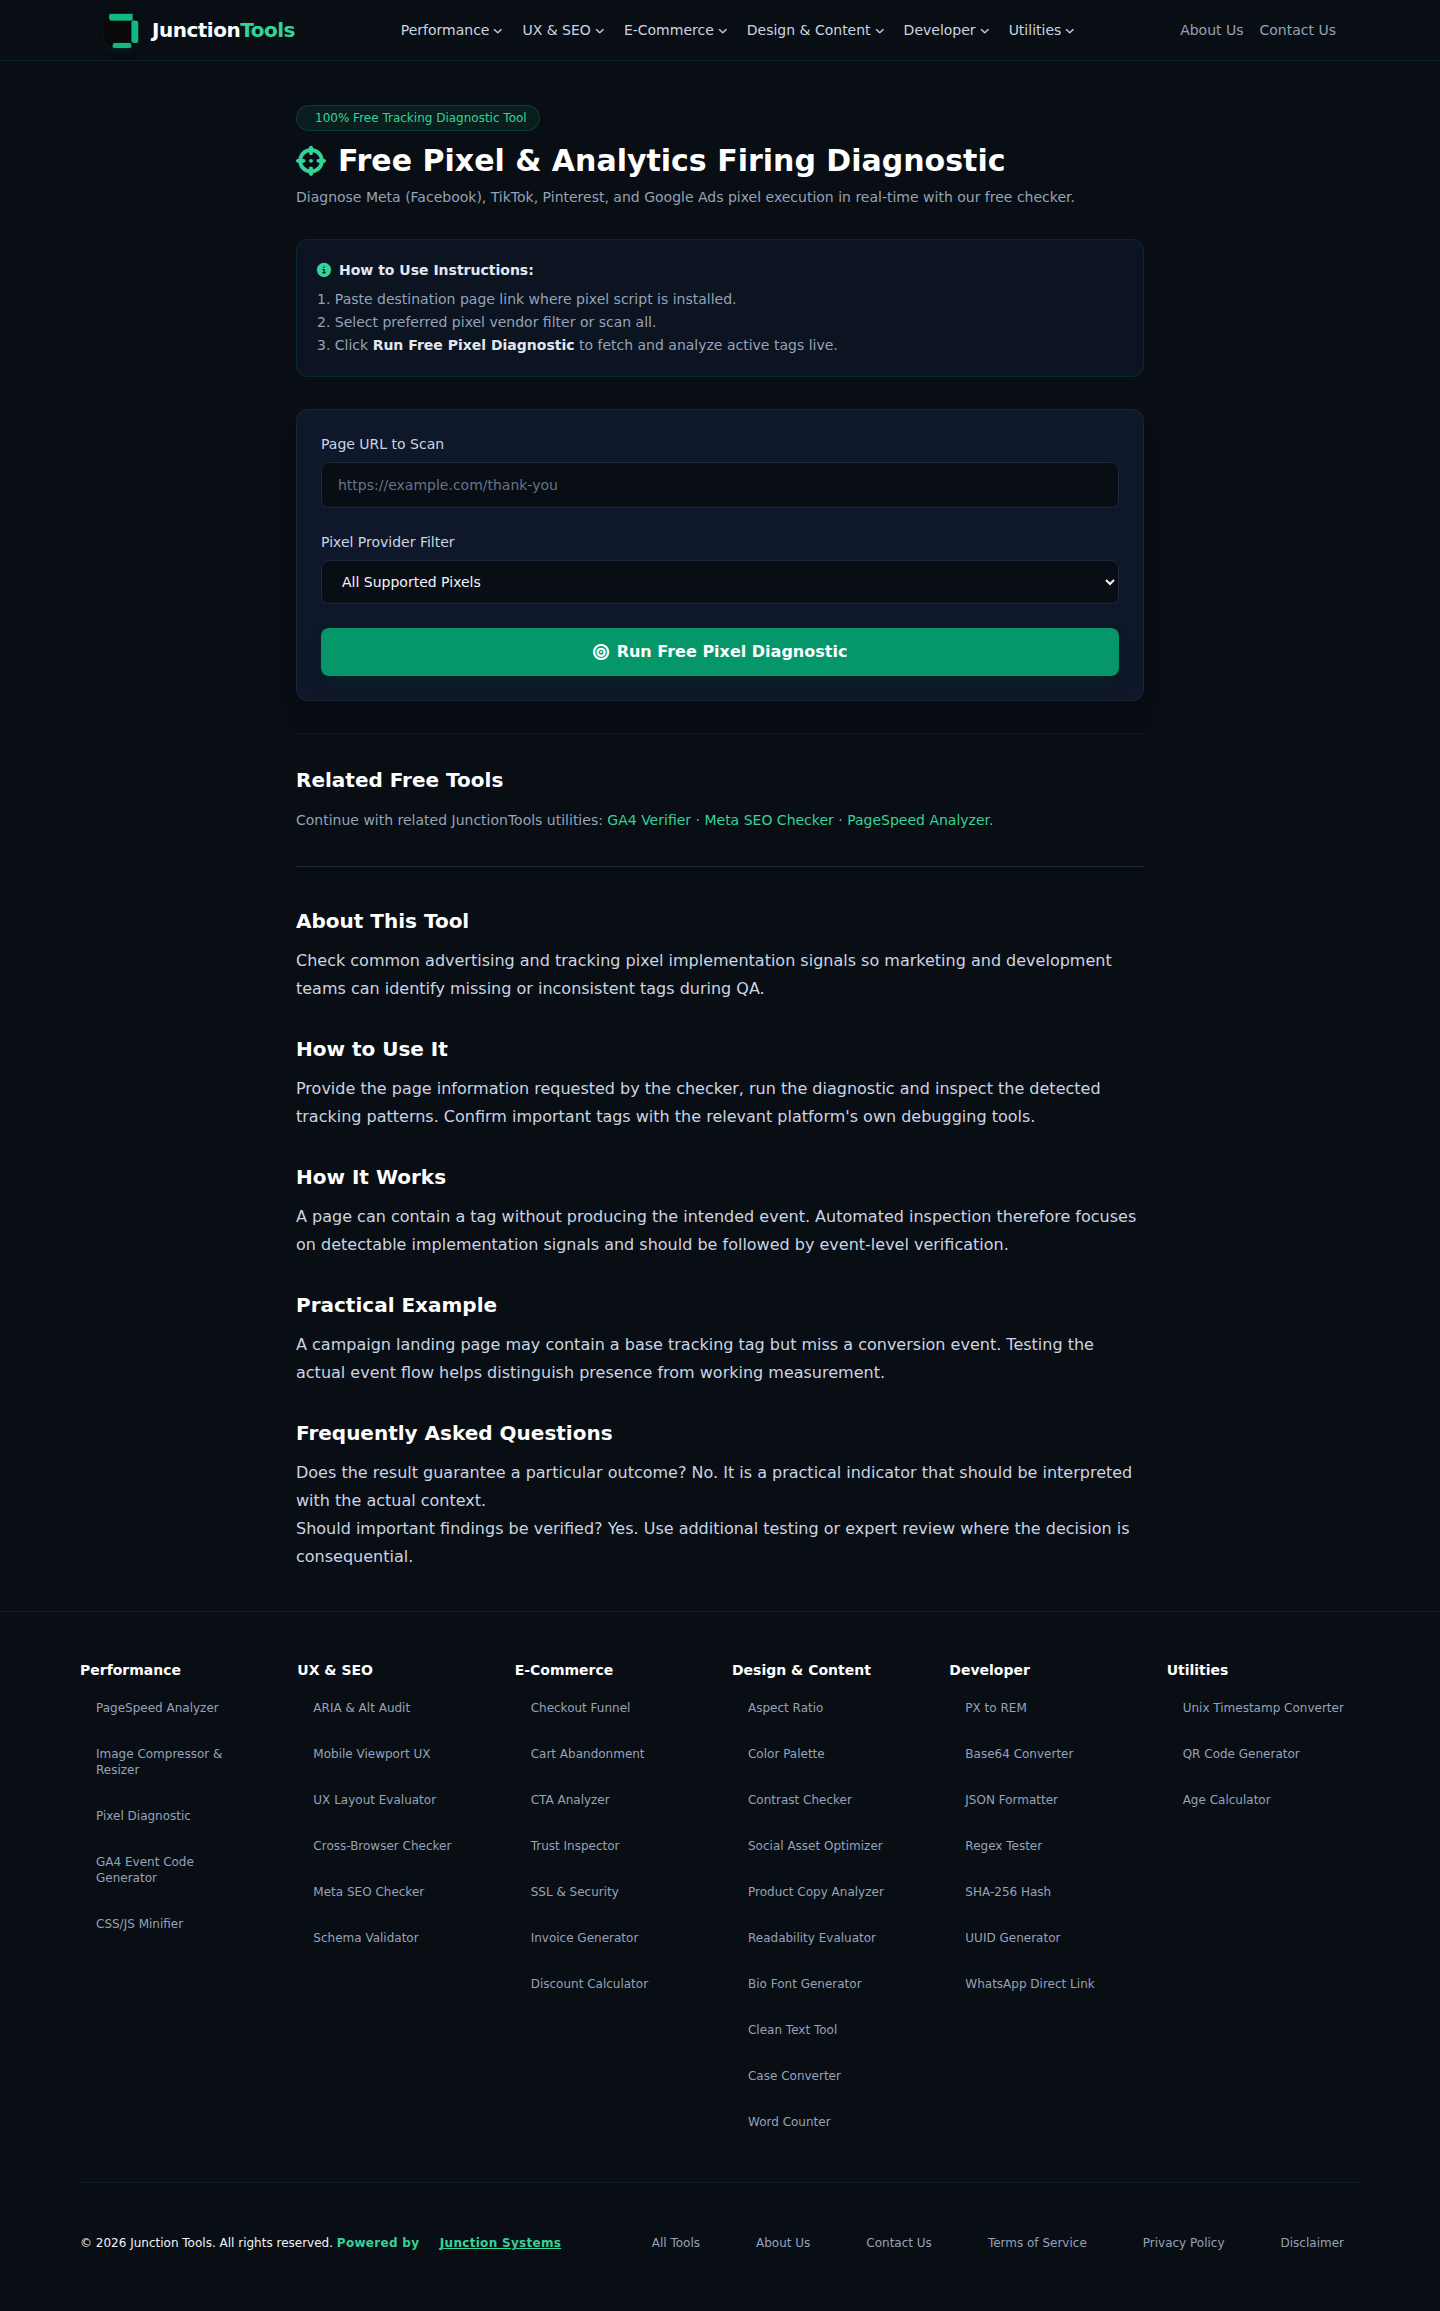 JunctionTools
Performance
UX & SEO
E-Commerce
Design & Content
Developer
Utilities
About Us
Contact Us
100% Free Tracking Diagnostic Tool
Free Pixel & Analytics Firing Diagnostic
Diagnose Meta (Facebook), TikTok, Pinterest, and Google Ads pixel execution in real-time with our free checker.
How to Use Instructions:
1. Paste destination page link where pixel script is installed.
2. Select preferred pixel vendor filter or scan all.
3. Click Run Free Pixel Diagnostic to fetch and analyze active tags live.
Page URL to Scan
https://example.com/thank-you
Pixel Provider Filter
All Supported Pixels
Run Free Pixel Diagnostic
Related Free Tools
Continue with related JunctionTools utilities: GA4 Verifier · Meta SEO Checker · PageSpeed Analyzer.
About This Tool
Check common advertising and tracking pixel implementation signals so marketing and development
teams can identify missing or inconsistent tags during QA.
How to Use It
Provide the page information requested by the checker, run the diagnostic and inspect the detected
tracking patterns. Confirm important tags with the relevant platform's own debugging tools.
How It Works
A page can contain a tag without producing the intended event. Automated inspection therefore focuses
on detectable implementation signals and should be followed by event-level verification.
Practical Example
A campaign landing page may contain a base tracking tag but miss a conversion event. Testing the
actual event flow helps distinguish presence from working measurement.
Frequently Asked Questions
Does the result guarantee a particular outcome? No. It is a practical indicator that should be interpreted
with the actual context.
Should important findings be verified? Yes. Use additional testing or expert review where the decision is
consequential.
Performance
PageSpeed Analyzer
Image Compressor &
Resizer
Pixel Diagnostic
GA4 Event Code
Generator
CSS/JS Minifier
UX & SEO
ARIA & Alt Audit
Mobile Viewport UX
UX Layout Evaluator
Cross-Browser Checker
Meta SEO Checker
Schema Validator
E-Commerce
Checkout Funnel
Cart Abandonment
CTA Analyzer
Trust Inspector
SSL & Security
Invoice Generator
Discount Calculator
Design & Content
Aspect Ratio
Color Palette
Contrast Checker
Social Asset Optimizer
Product Copy Analyzer
Readability Evaluator
Bio Font Generator
Clean Text Tool
Case Converter
Word Counter
Developer
PX to REM
Base64 Converter
JSON Formatter
Regex Tester
SHA-256 Hash
UUID Generator
WhatsApp Direct Link
Utilities
Unix Timestamp Converter
QR Code Generator
Age Calculator
© 2026 Junction Tools. All rights reserved. Powered by Junction Systems
All Tools
About Us
Contact Us
Terms of Service
Privacy Policy
Disclaimer